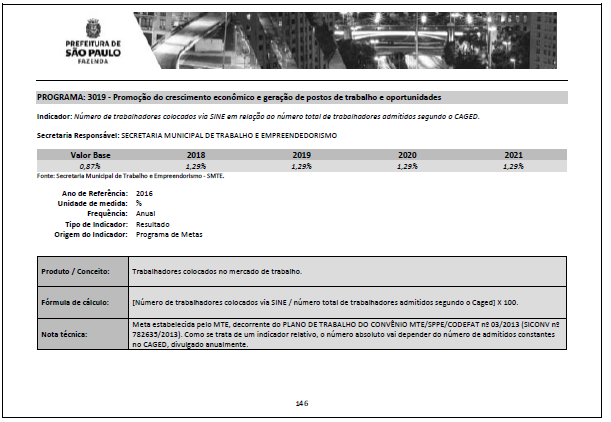 PREFEITURA DE
SÃO PAULO
FAZENDA
PROGRAMA: 3019 - Promoção do crescimento econômico e geração de postos de trabalho e oportunidades
Indicador: Número de trabalhadores colocados via SINE em relação ao número total de trabalhadores admitidos segundo o CAGED.
Secretaria Responsável: SECRETARIA MUNICIPAL DE TRABALHO E EMPREENDEDORISMO
Valor Base 2018 2019 2020 2021
0,87% 1,29% 1,29% 1,29% 1,29%
Fonte: Secretaria Municipal de Trabalho e Empreendorismo - SMTE.
Ano de Referência: 2016
Unidade de medida: %
Frequência: Anual
Tipo de Indicador: Resultado
Origem do Indicador: Programa de Metas
Produto / Conceito: Trabalhadores colocados no mercado de trabalho.
Fórmula de cálculo: [Número de trabalhadores colocados via SINE / número total de trabalhadores admitidos segundo o Caged] X 100.
Nota técnica: Meta estabelecida pelo MTE, decorrente do PLANO DE TRABALHO DO CONVÊNIO MTE/SPPE/CODEFAT nº 03/2013 (SICONV nº
782635/2013). Como se trata de um indicador relativo, o número absoluto vai depender do número de admitidos constantes
no CAGED, divulgado anualmente.
146